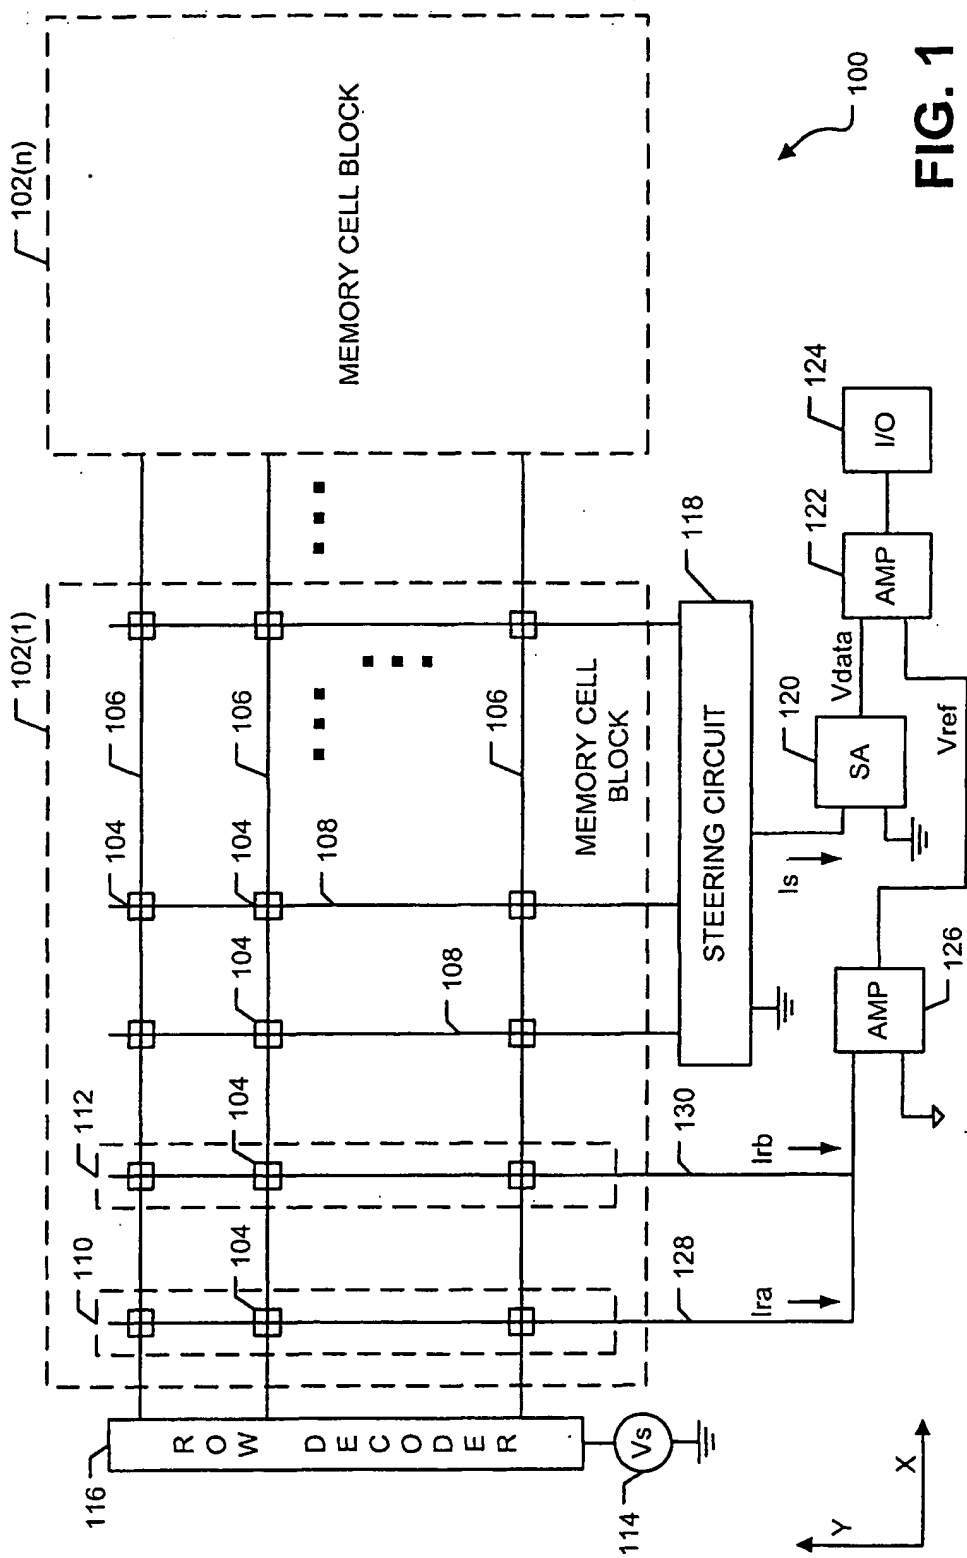 102(1)
102(n)
110
112
104
104
106
106
106
104
104
104
108
108
116
ROW DECODER
MEMORY CELL BLOCK
MEMORY CELL
BLOCK
114
Vs
128
130
Ira
Irb
STEERING CIRCUIT
118
Is
120
SA
Vdata
122
AMP
124
I/O
AMP
126
Vref
Y
X
100
FIG. 1